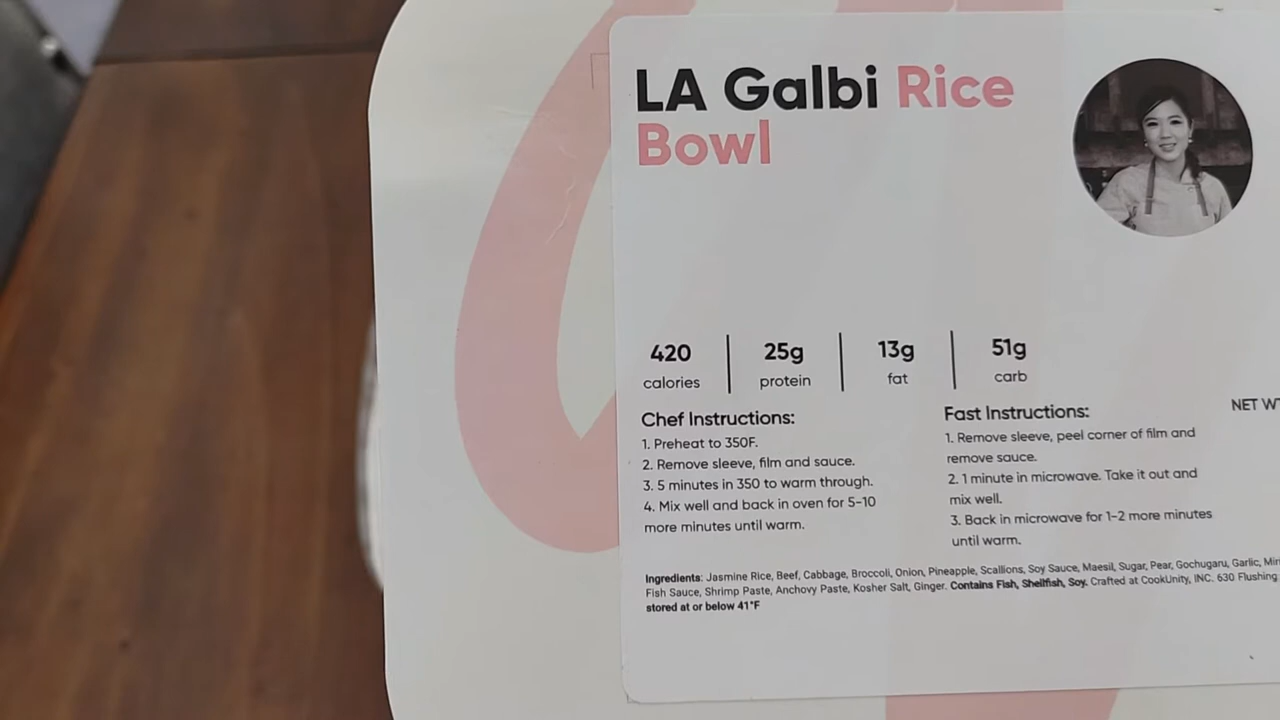 LA Galbi Rice
Bowl
420
calories
25g
protein
13g
fat
51g
carb
Chef Instructions:
1. Preheat to 350F.
2. Remove sleeve, film and sauce.
3. 5 minutes in 350 to warm through.
4. Mix well and back in oven for 5-10
more minutes until warm.
Fast Instructions:
1. Remove sleeve, peel corner of film and
remove sauce.
2. 1 minute in microwave. Take it out and
mix well.
3. Back in microwave for 1-2 more minutes
until warm.
NET
Ingredients: Jasmine Rice, Beef, Cabbage, Broccoli, Onion, Pineapple, Scallions, Soy Sauce, Maesil, Sugar, Pear, Gochugaru, Garlic,
Fish Sauce, Shrimp Paste, Anchovy Paste, Kosher Salt, Ginger. Contains Fish, Shellfish, Soy. Crafted at CookUnity, INC. 630 Flushing
stored at or below 41°F